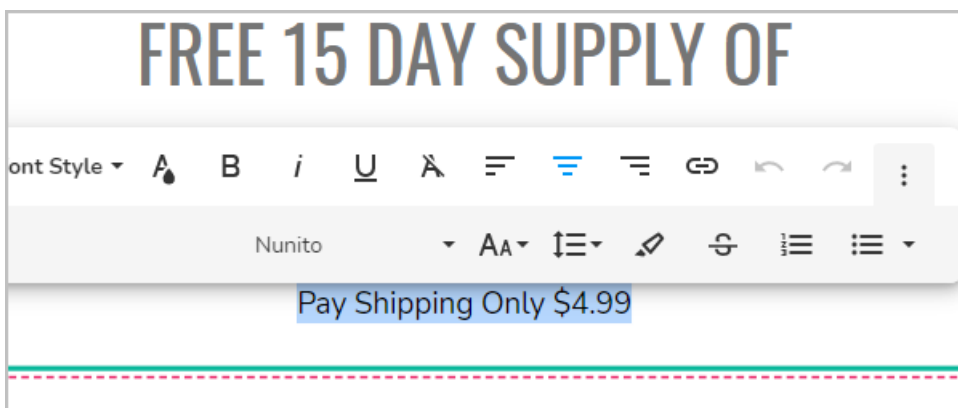 FREE 15 DAY SUPPLY OF
ont Style
B i U
Nunito
Pay Shipping Only $4.99